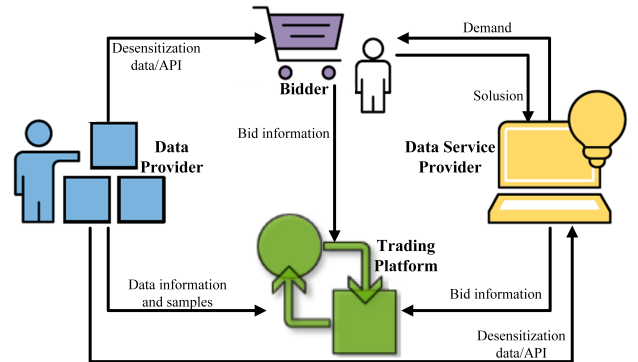 Demand
Desensitization
data/API
Bidder
Solusion
Bid information
Data
Provider
Data Service
Provider
Trading
Platform
Data information
and samples
Bid information
Desensitization
data/API